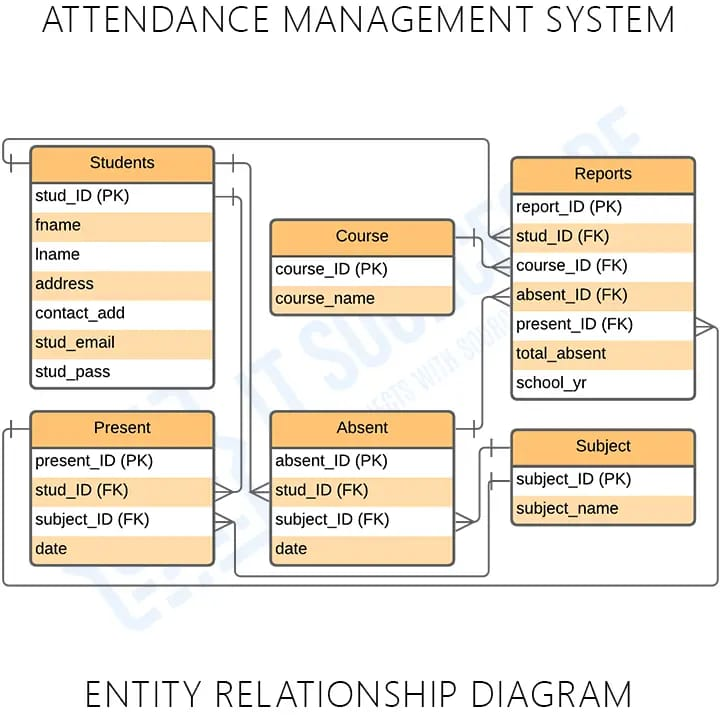 ATTENDANCE MANAGEMENT SYSTEM
Students
stud_ID (PK)
fname
lname
address
contact_add
stud_email
stud_pass
Course
course_ID (PK)
course_name
Reports
report_ID (PK)
stud_ID (FK)
course_ID (FK)
absent_ID (FK)
present_ID (FK)
total_absent
school_yr
Present
present_ID (PK)
stud_ID (FK)
subject_ID (FK)
date
Absent
absent_ID (PK)
stud_ID (FK)
subject_ID (FK)
date
Subject
subject_ID (PK)
subject_name
ENTITY RELATIONSHIP DIAGRAM